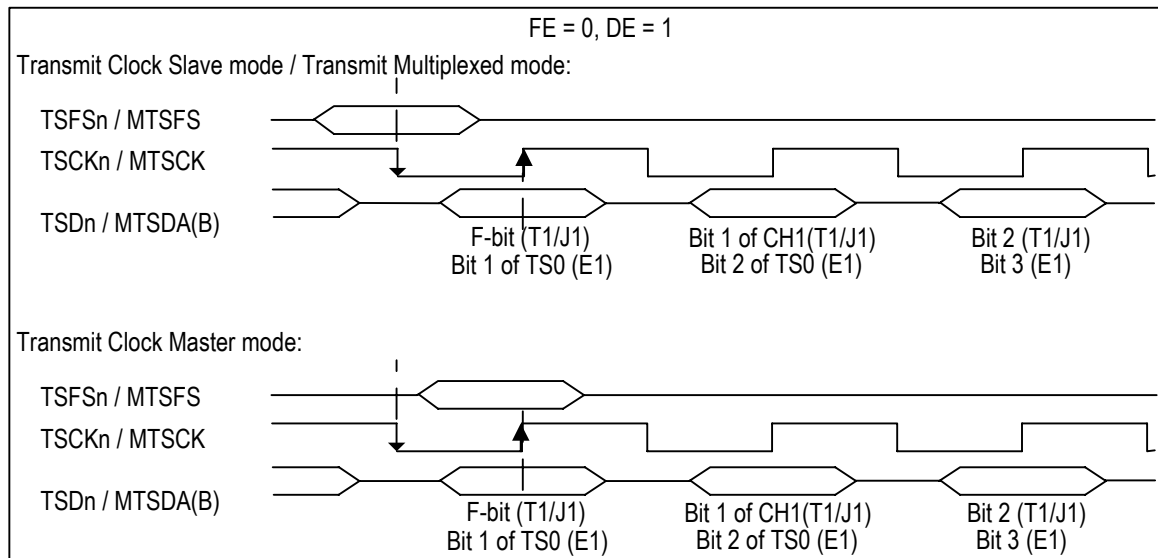 FE = 0, DE = 1
Transmit Clock Slave mode / Transmit Multiplexed mode:
TSFSn / MTSFS
TSCKn / MTSCK
TSDn / MTSDA(B)
F-bit (T1/J1)
Bit 1 of TS0 (E1)
Bit 1 of CH1(T1/J1)
Bit 2 of TS0 (E1)
Bit 2 (T1/J1)
Bit 3 (E1)
Transmit Clock Master mode:
TSFSn / MTSFS
TSCKn / MTSCK
TSDn / MTSDA(B)
F-bit (T1/J1)
Bit 1 of TS0 (E1)
Bit 1 of CH1(T1/J1)
Bit 2 of TS0 (E1)
Bit 2 (T1/J1)
Bit 3 (E1)